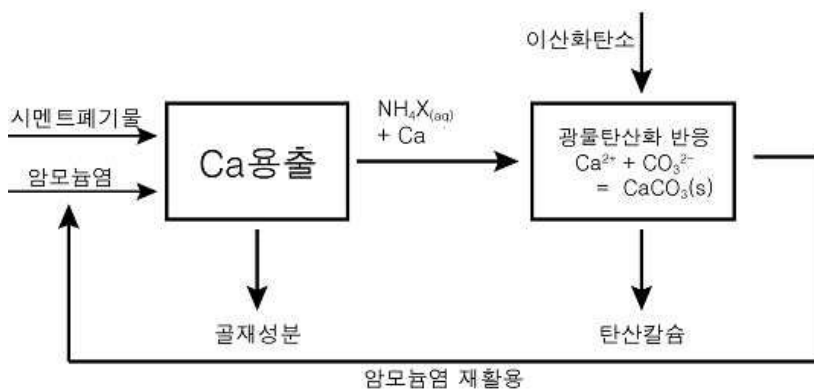 이산화탄소
시멘트폐기물
암모늄염
Ca용출
NH₄X₍aq₎
+ Ca
광물탄산화 반응
Ca²⁺ + CO₃²⁻
= CaCO₃(s)
골재성분
탄산칼슘
암모늄염 재활용